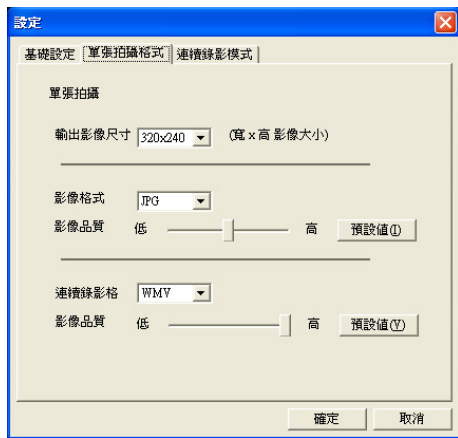 設定
基礎設定 單張拍攝格式 連續錄影模式
單張拍攝
輸出影像尺寸 320x240 (寬 x 高 影像大小)
影像格式 JPG
影像品質 低 高 預設值(I)
連續錄影格 WMV
影像品質 低 高 預設值(V)
確定 取消